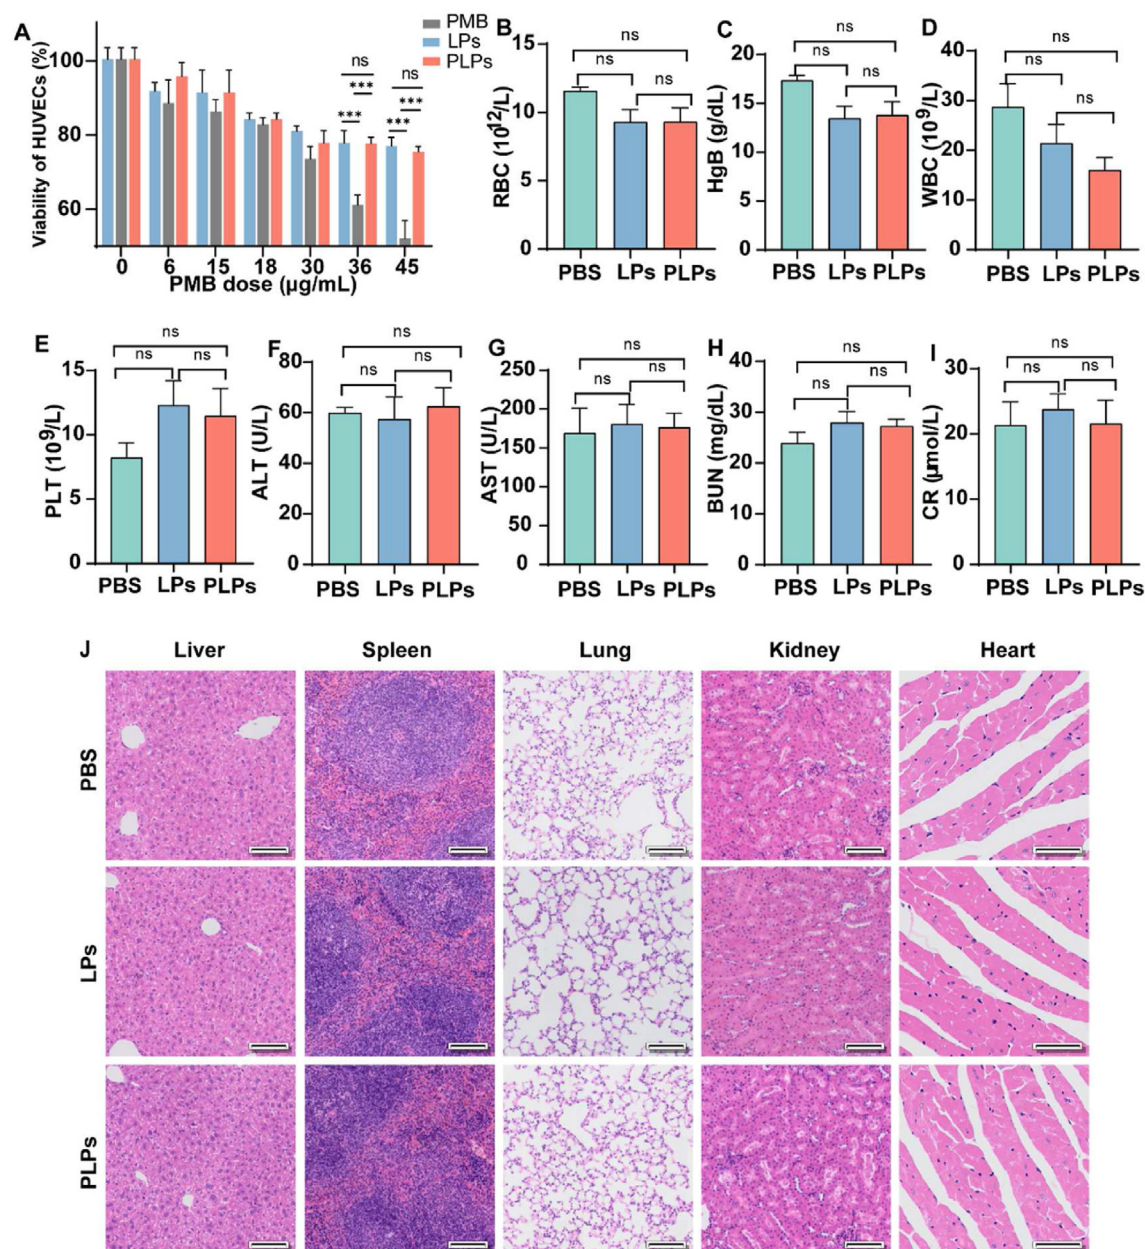 A
Viability of HUVECs (%)
100
80
60
0 6 15 18 30 36 45
PMB dose (µg/mL)
PMB
LPs
PLPs
ns
***
***
ns
***
***
B
RBC (10^12/L)
15
10
5
0
ns
ns
ns
PBS LPs PLPs
C
HgB (g/dL)
20
15
10
5
0
ns
ns
ns
PBS LPs PLPs
D
WBC (10^9/L)
40
30
20
10
0
ns
ns
ns
PBS LPs PLPs
E
PLT (10^9/L)
15
10
5
0
ns
ns
ns
PBS LPs PLPs
F
ALT (U/L)
80
60
40
20
0
ns
ns
ns
PBS LPs PLPs
G
AST (U/L)
250
200
150
100
50
0
ns
ns
ns
PBS LPs PLPs
H
BUN (mg/dL)
40
30
20
10
0
ns
ns
ns
PBS LPs PLPs
I
CR (µmol/L)
30
20
10
0
ns
ns
ns
PBS LPs PLPs
J
Liver Spleen Lung Kidney Heart
PBS
LPs
PLPs